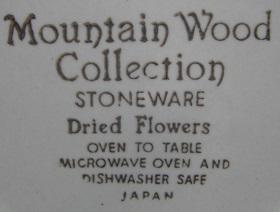 Mountain Wood
Collection
STONEWARE
Dried Flowers
OVEN TO TABLE
MICROWAVE OVEN AND
DISHWASHER SAFE
JAPAN